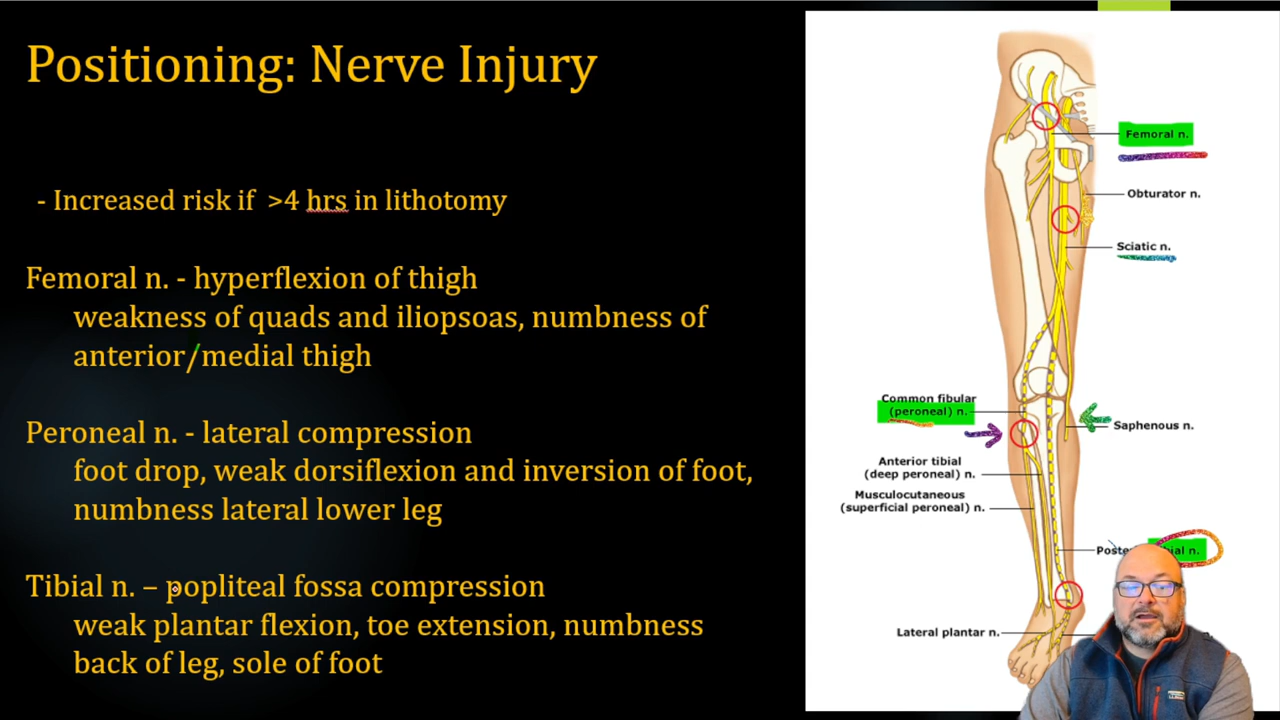 Positioning: Nerve Injury
- Increased risk if >4 hrs in lithotomy
Femoral n. - hyperflexion of thigh
weakness of quads and iliopsoas, numbness of
anterior/medial thigh
Peroneal n. - lateral compression
foot drop, weak dorsiflexion and inversion of foot,
numbness lateral lower leg
Tibial n. – popliteal fossa compression
weak plantar flexion, toe extension, numbness
back of leg, sole of foot
Femoral n.
Obturator n.
Sciatic n.
Common fibular
(peroneal) n.
Saphenous n.
Anterior tibial
(deep peroneal) n.
Musculocutaneous
(superficial peroneal) n.
n.
Lateral plantar n.